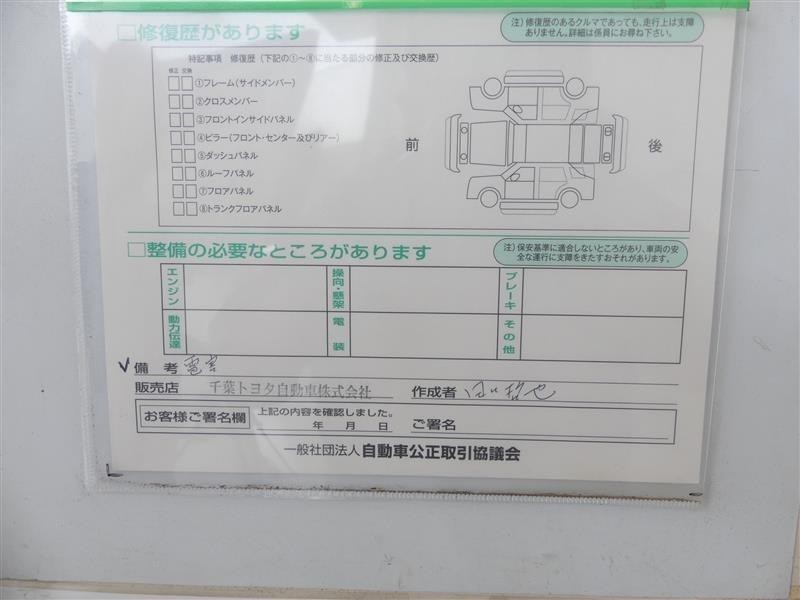 □修復歴があります
注）修復歴のあるクルマであっても、走行上は支障
ありません。詳細は係員にお尋ね下さい。
特記事項　修復歴（下記の①～⑧に当たる部分の修正及び交換歴）
修正 交換
□□①フレーム（サイドメンバー）
□□②クロスメンバー
□□③フロントインサイドパネル
□□④ピラー（フロント・センター及びリアー）
□□⑤ダッシュパネル
□□⑥ルーフパネル
□□⑦フロアパネル
□□⑧トランクフロアパネル
前
後
□整備の必要なところがあります
注）保安基準に適合しないところがあり、車両の安
全な運行に支障をきたすおそれがあります。
エンジン
操向・懸架
ブレーキ
動力伝達
電装
その他
✓備考
販売店　千葉トヨタ自動車株式会社　作成者
お客様ご署名欄
上記の内容を確認しました。
年　月　日　ご署名
一般社団法人 自動車公正取引協議会